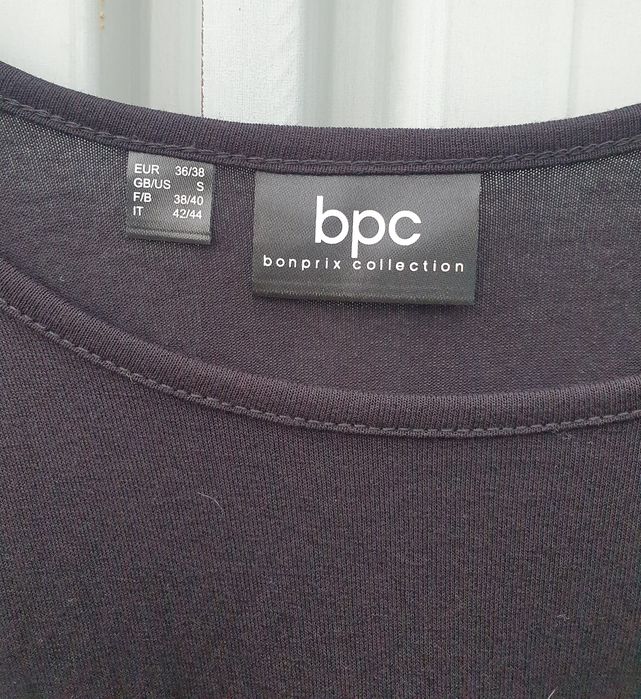 EUR 36/38
GB/US S
F/B 38/40
IT 42/44
bpc
bonprix collection